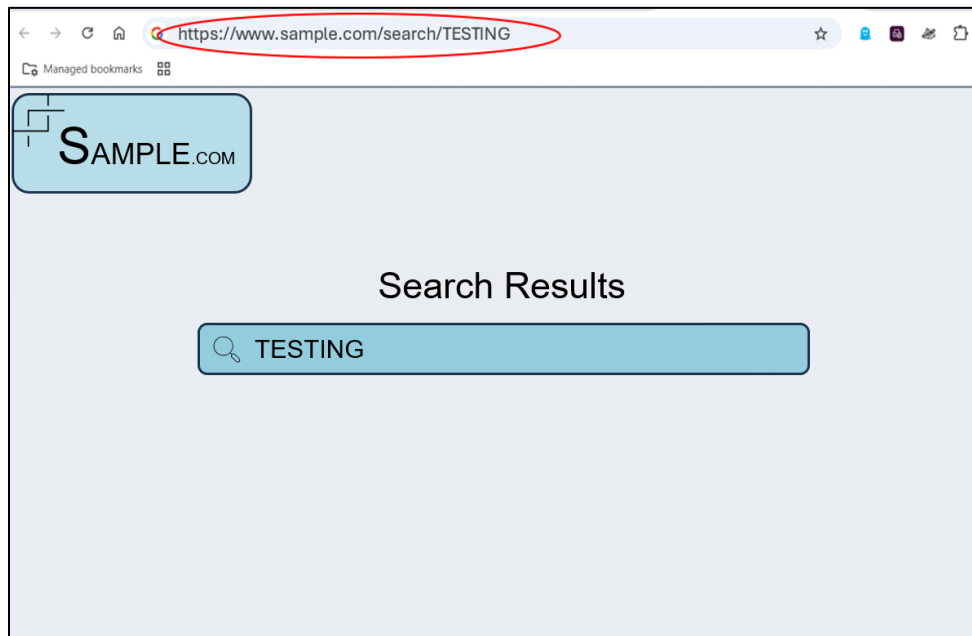 https://www.sample.com/search/TESTING
Managed bookmarks
SAMPLE.COM
Search Results
TESTING